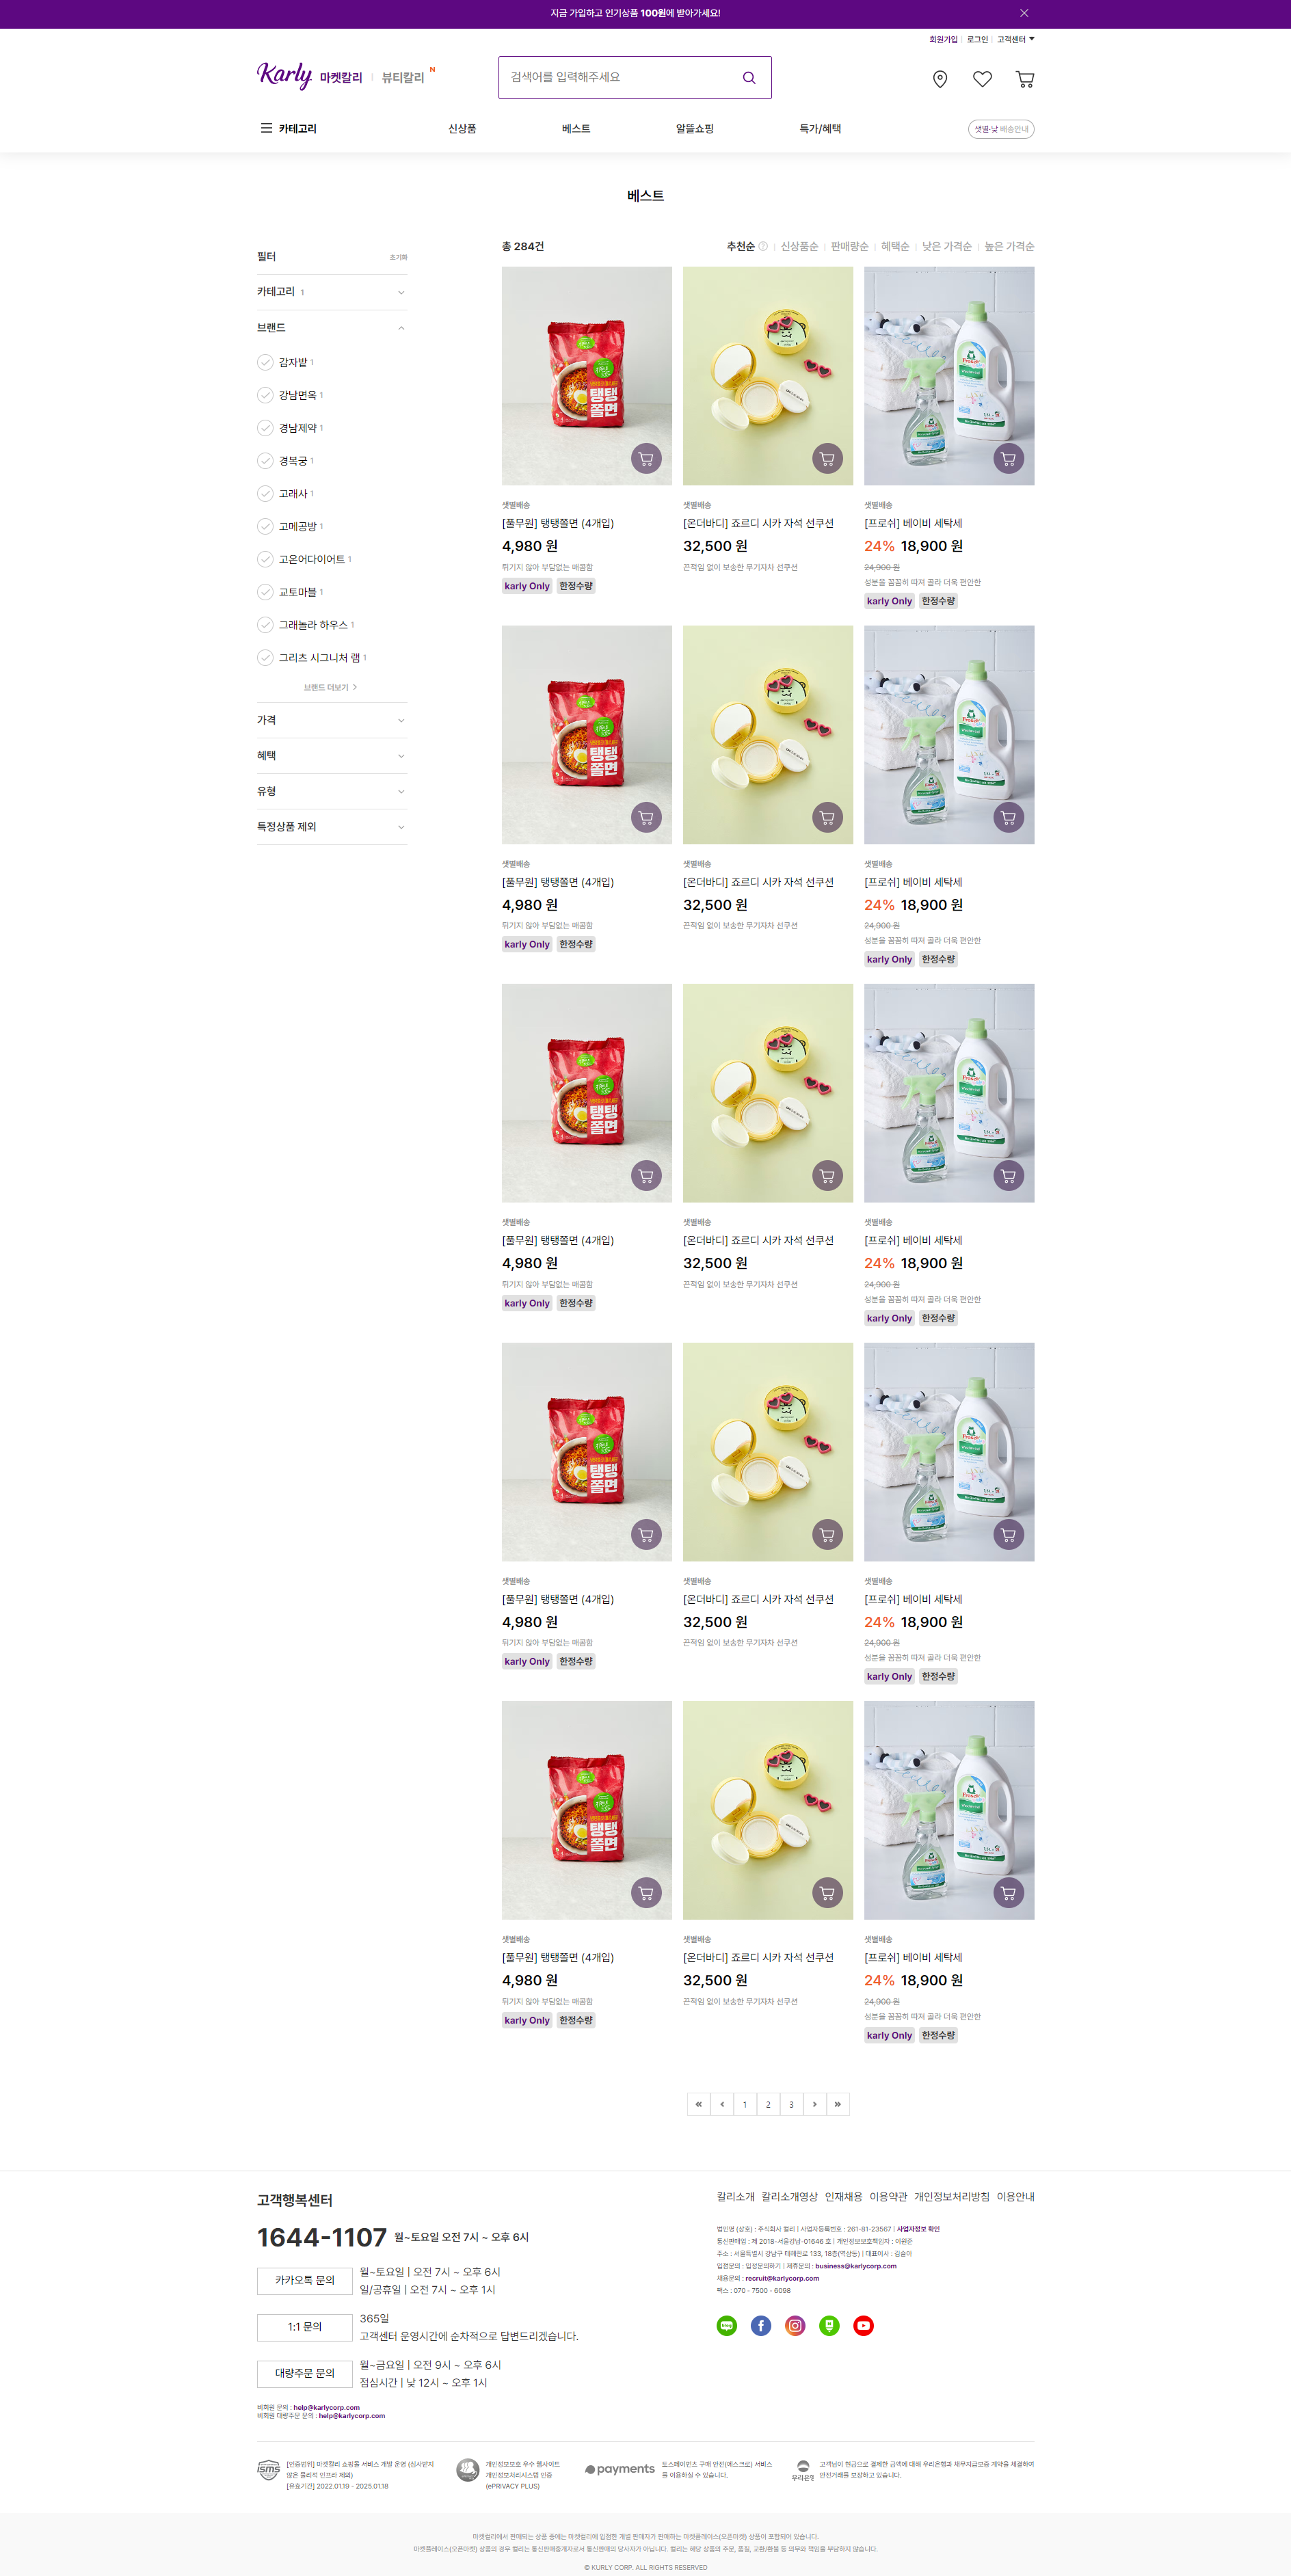 지금 가입하고 인기상품 100원에 받아가세요!
회원가입 | 로그인 | 고객센터
Karly 마켓칼리 | 뷰티칼리 N
검색어를 입력해주세요
카테고리 신상품 베스트 알뜰쇼핑 특가/혜택 샛별·낮 배송안내
베스트
필터 초기화
카테고리 1
브랜드
감자밭 1
강남면옥 1
경남제약 1
경복궁 1
고래사 1
고메공방 1
고온어다이어트 1
교토마블 1
그래놀라 하우스 1
그리츠 시그니처 랩 1
브랜드 더보기
가격
혜택
유형
특정상품 제외
총 284건 추천순 | 신상품순 | 판매량순 | 혜택순 | 낮은 가격순 | 높은 가격순
탱탱쫄면
샛별배송
[풀무원] 탱탱쫄면 (4개입)
4,980 원
튀기지 않아 부담없는 매콤함
karly Only 한정수량
샛별배송
[온더바디] 죠르디 시카 자석 선쿠션
32,500 원
끈적임 없이 보송한 무기자차 선쿠션
Frosch
샛별배송
[프로쉬] 베이비 세탁세
24% 18,900 원
24,900 원
성분을 꼼꼼히 따져 골라 더욱 편안한
karly Only 한정수량
탱탱쫄면
샛별배송
[풀무원] 탱탱쫄면 (4개입)
4,980 원
튀기지 않아 부담없는 매콤함
karly Only 한정수량
샛별배송
[온더바디] 죠르디 시카 자석 선쿠션
32,500 원
끈적임 없이 보송한 무기자차 선쿠션
Frosch
샛별배송
[프로쉬] 베이비 세탁세
24% 18,900 원
24,900 원
성분을 꼼꼼히 따져 골라 더욱 편안한
karly Only 한정수량
탱탱쫄면
샛별배송
[풀무원] 탱탱쫄면 (4개입)
4,980 원
튀기지 않아 부담없는 매콤함
karly Only 한정수량
샛별배송
[온더바디] 죠르디 시카 자석 선쿠션
32,500 원
끈적임 없이 보송한 무기자차 선쿠션
Frosch
샛별배송
[프로쉬] 베이비 세탁세
24% 18,900 원
24,900 원
성분을 꼼꼼히 따져 골라 더욱 편안한
karly Only 한정수량
탱탱쫄면
샛별배송
[풀무원] 탱탱쫄면 (4개입)
4,980 원
튀기지 않아 부담없는 매콤함
karly Only 한정수량
샛별배송
[온더바디] 죠르디 시카 자석 선쿠션
32,500 원
끈적임 없이 보송한 무기자차 선쿠션
Frosch
샛별배송
[프로쉬] 베이비 세탁세
24% 18,900 원
24,900 원
성분을 꼼꼼히 따져 골라 더욱 편안한
karly Only 한정수량
탱탱쫄면
샛별배송
[풀무원] 탱탱쫄면 (4개입)
4,980 원
튀기지 않아 부담없는 매콤함
karly Only 한정수량
샛별배송
[온더바디] 죠르디 시카 자석 선쿠션
32,500 원
끈적임 없이 보송한 무기자차 선쿠션
Frosch
샛별배송
[프로쉬] 베이비 세탁세
24% 18,900 원
24,900 원
성분을 꼼꼼히 따져 골라 더욱 편안한
karly Only 한정수량
« ‹ 1 2 3 › »
고객행복센터
1644-1107 월~토요일 오전 7시 ~ 오후 6시
카카오톡 문의
월~토요일 | 오전 7시 ~ 오후 6시
일/공휴일 | 오전 7시 ~ 오후 1시
1:1 문의
365일
고객센터 운영시간에 순차적으로 답변드리겠습니다.
대량주문 문의
월~금요일 | 오전 9시 ~ 오후 6시
점심시간 | 낮 12시 ~ 오후 1시
비회원 문의 : help@karlycorp.com
비회원 대량주문 문의 : help@karlycorp.com
칼리소개 칼리소개영상 인재채용 이용약관 개인정보처리방침 이용안내
법인명 (상호) : 주식회사 컬리 | 사업자등록번호 : 261-81-23567 | 사업자정보 확인
통신판매업 : 제 2018-서울강남-01646 호 | 개인정보보호책임자 : 이원준
주소 : 서울특별시 강남구 테헤란로 133, 18층(역삼동) | 대표이사 : 김슬아
입점문의 : 입점문의하기 | 제휴문의 : business@karlycorp.com
채용문의 : recruit@karlycorp.com
팩스 : 070 - 7500 - 6098
blog
ISMS
[인증범위] 마켓칼리 쇼핑몰 서비스 개발 운영 (심사받지
않은 물리적 인프라 제외)
[유효기간] 2022.01.19 - 2025.01.18
개인정보보호 우수 웹사이트
개인정보처리시스템 인증
(ePRIVACY PLUS)
payments
토스페이먼츠 구매 안전(에스크로) 서비스
를 이용하실 수 있습니다.
우리은행
고객님이 현금으로 결제한 금액에 대해 우리은행과 채무지급보증 계약을 체결하여
안전거래를 보장하고 있습니다.
마켓컬리에서 판매되는 상품 중에는 마켓컬리에 입점한 개별 판매자가 판매하는 마켓플레이스(오픈마켓) 상품이 포함되어 있습니다.
마켓플레이스(오픈마켓) 상품의 경우 컬리는 통신판매중개자로서 통신판매의 당사자가 아닙니다. 컬리는 해당 상품의 주문, 품질, 교환/환불 등 의무와 책임을 부담하지 않습니다.
© KURLY CORP. ALL RIGHTS RESERVED